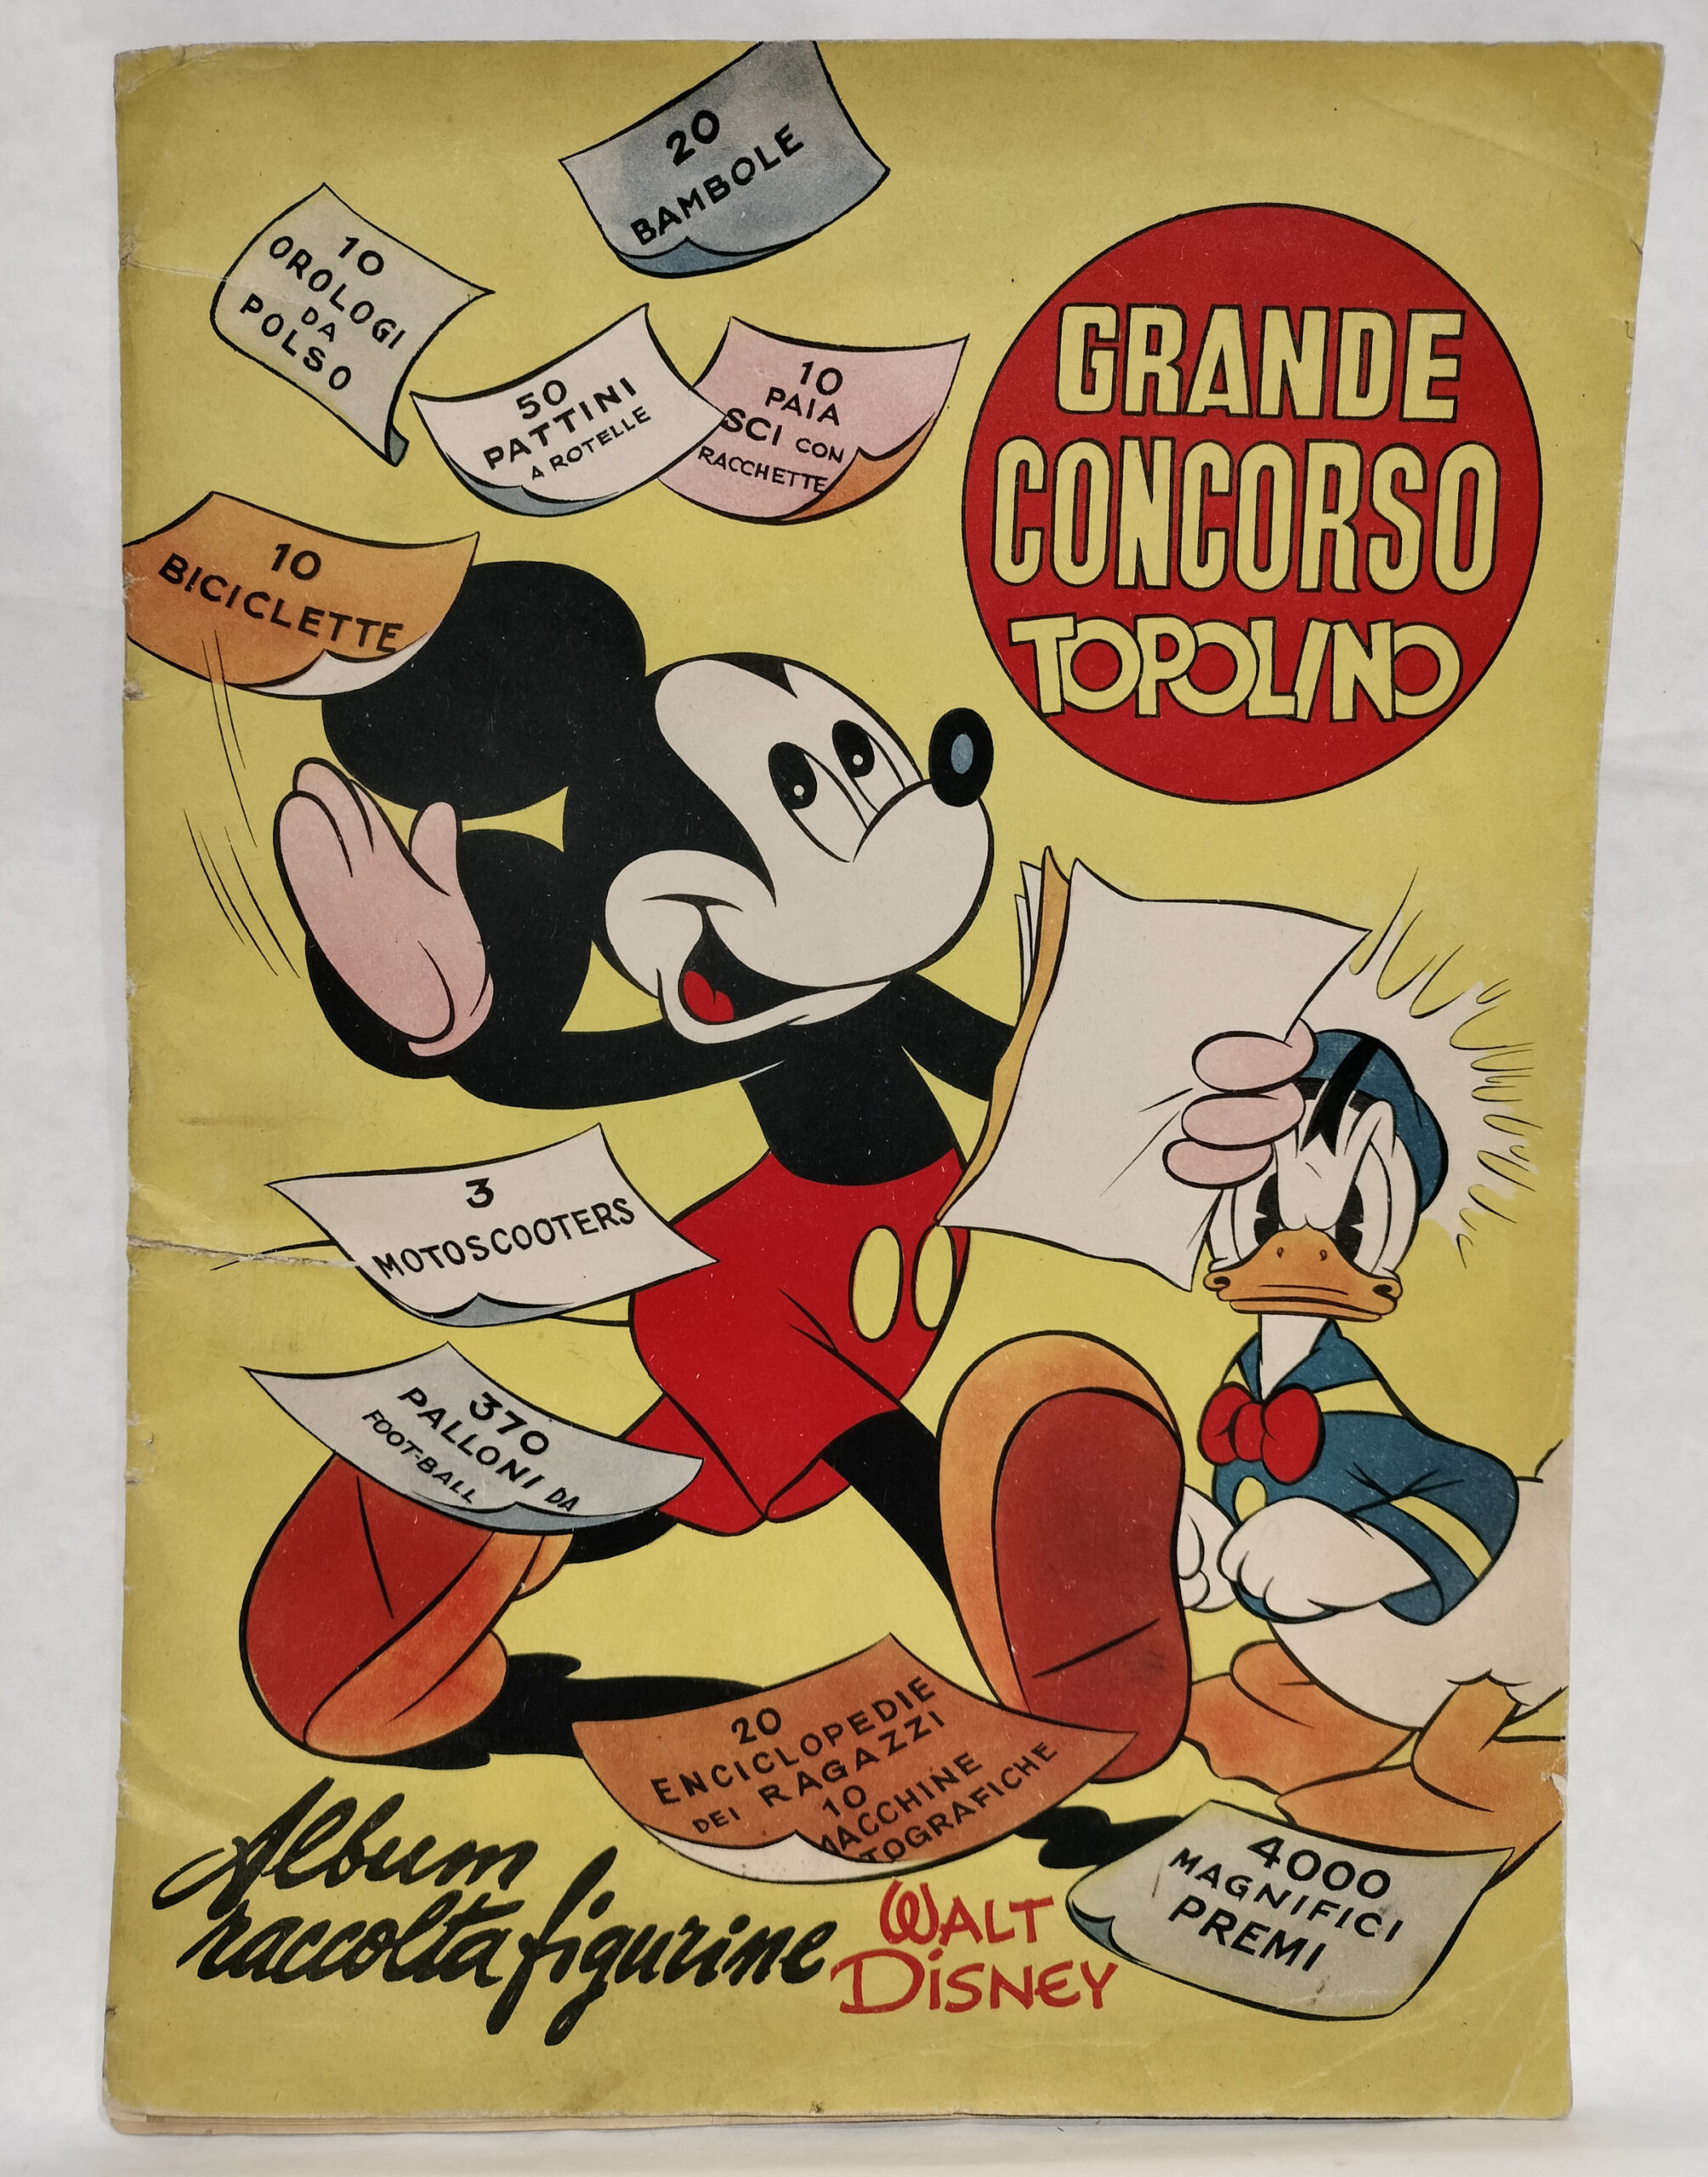 20
BAMBOLE
10
OROLOGI
DA
POLSO
50
PATTINI
A ROTELLE
10
PAIA
SCI CON
RACCHETTE
GRANDE
CONCORSO
TOPOLINO
10
BICICLETTE
3
MOTOSCOOTERS
370
PALLONI DA
FOOT-BALL
20
ENCICLOPEDIE
DEI RAGAZZI
10
MACCHINE
TOGRAFICHE
4000
MAGNIFICI
PREMI
Album
raccolta figurine
WALT
DISNEY